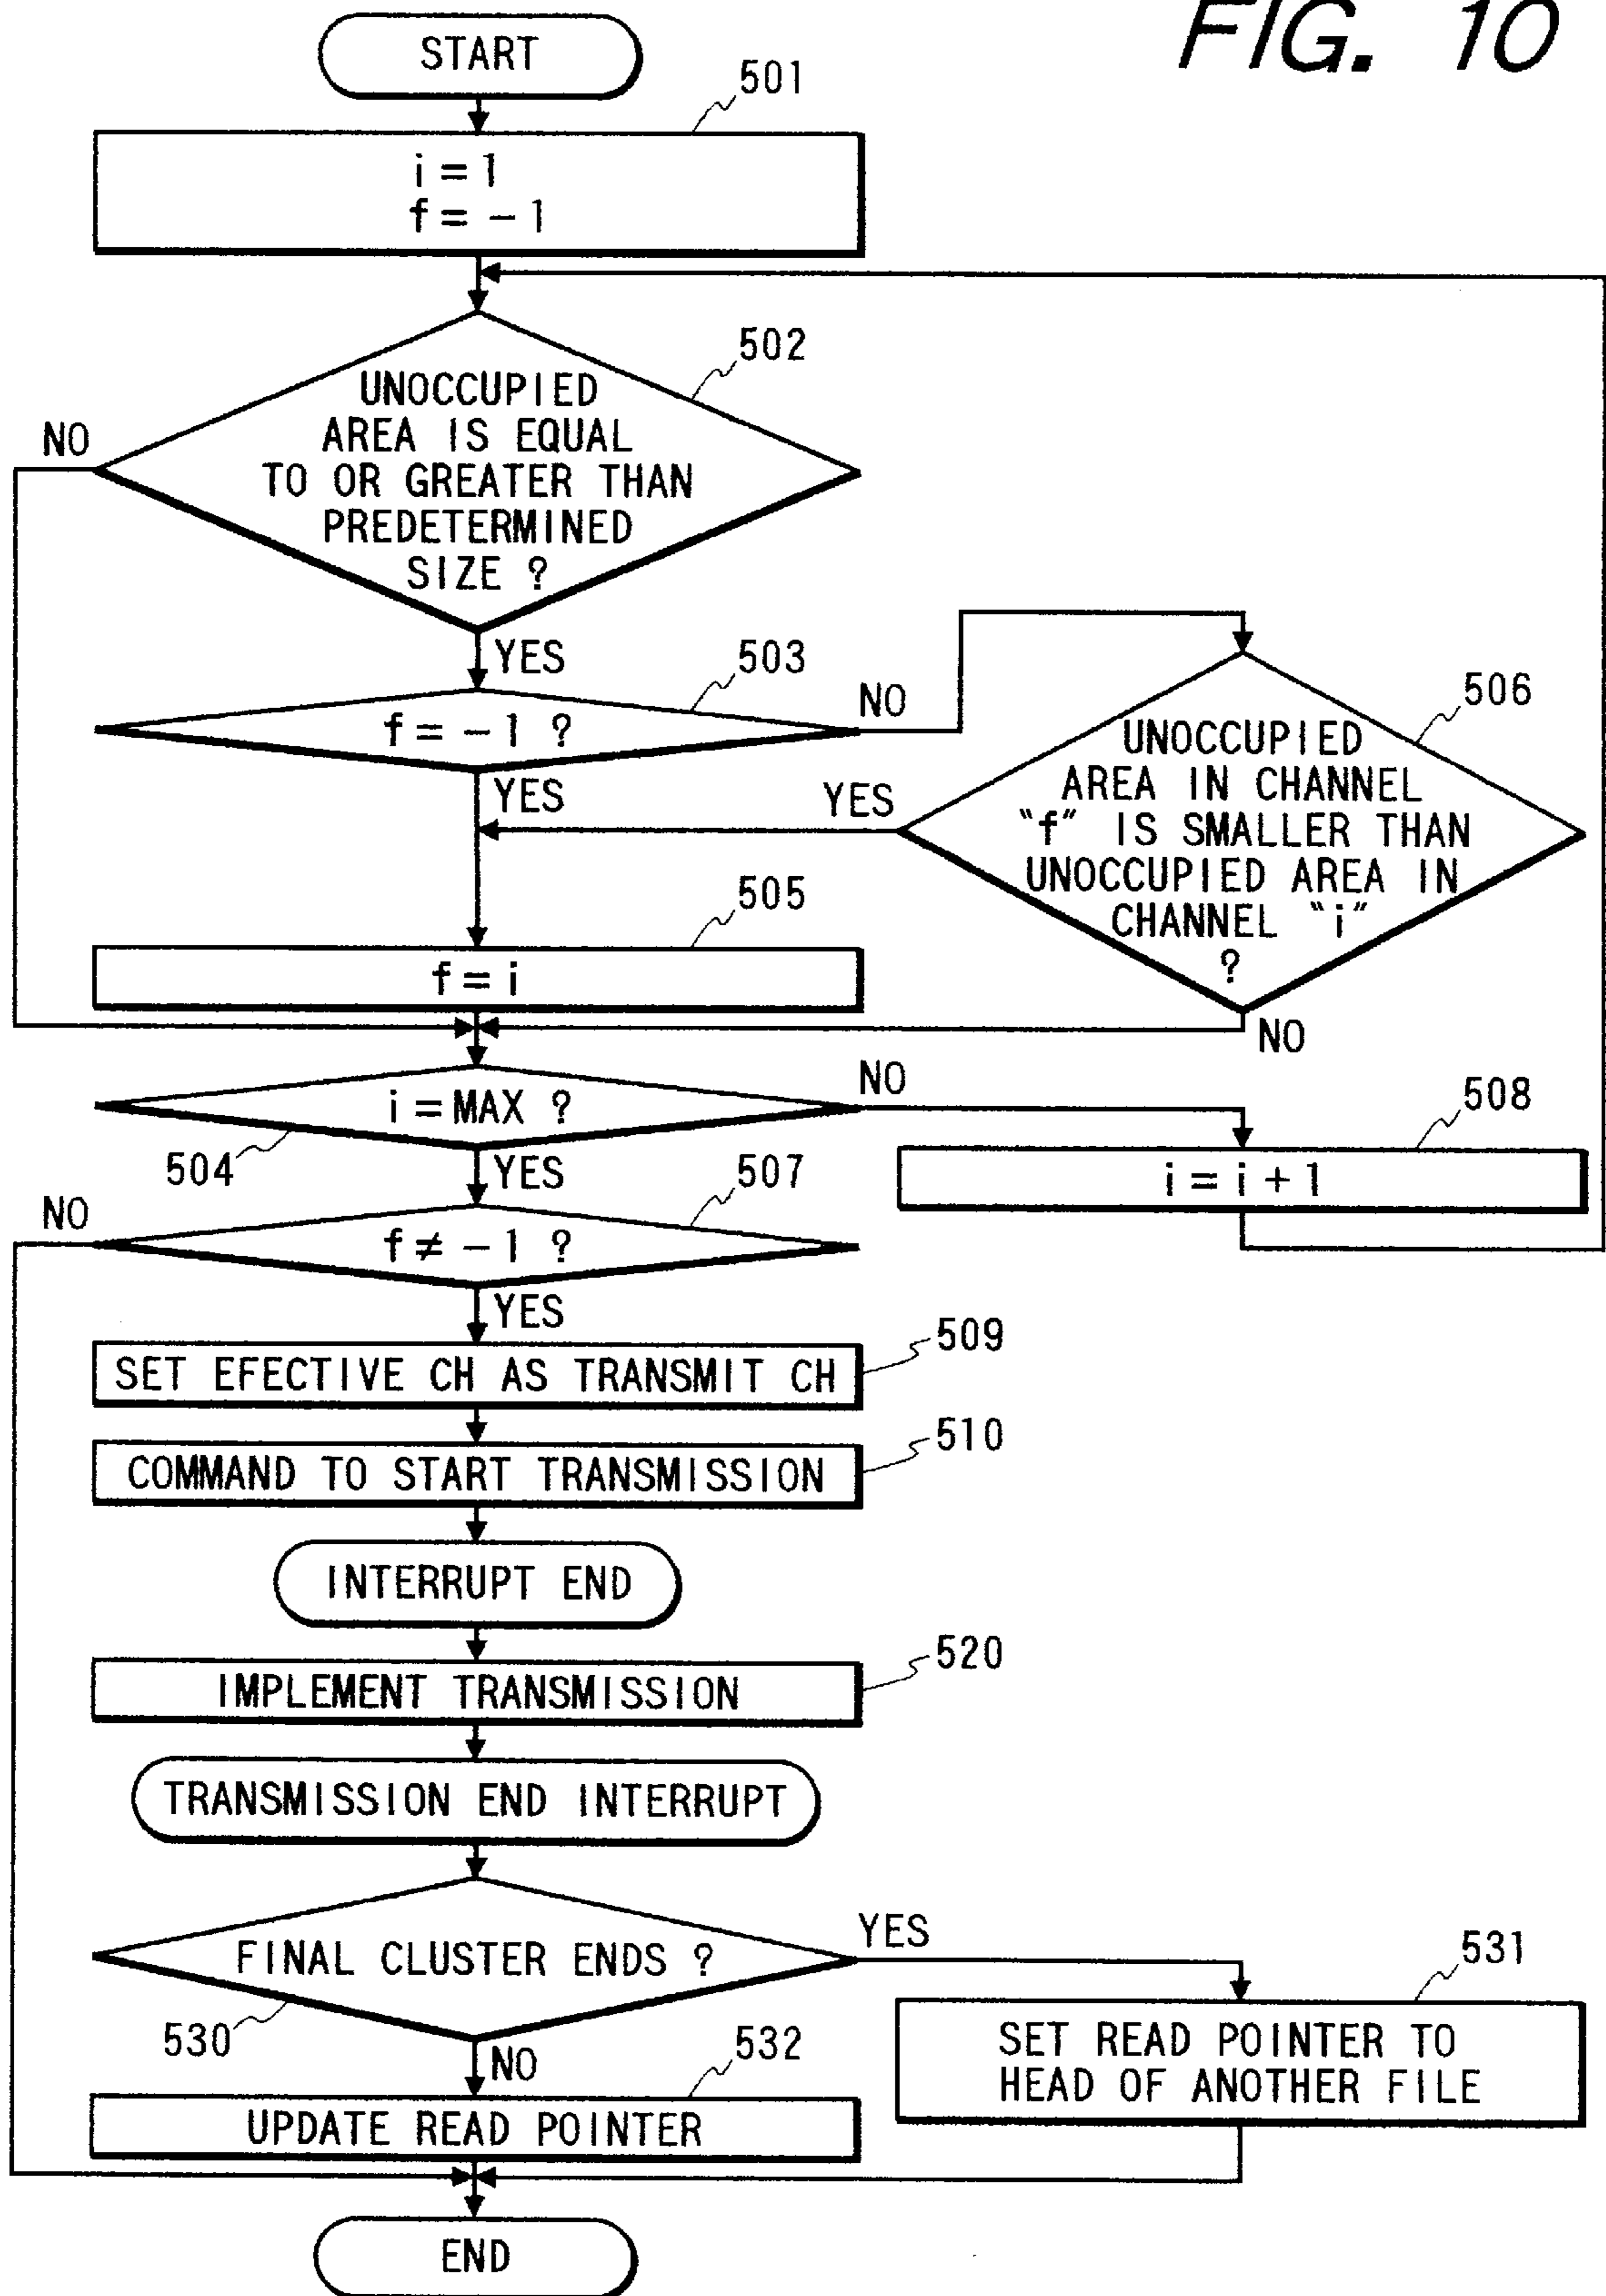 FIG. 10
START
501
i = 1
f = -1
502
UNOCCUPIED
AREA IS EQUAL
TO OR GREATER THAN
PREDETERMINED
SIZE ?
NO
YES
503
f = -1 ?
NO
YES
506
UNOCCUPIED
AREA IN CHANNEL
"f" IS SMALLER THAN
UNOCCUPIED AREA IN
CHANNEL "i"
?
YES
NO
505
f = i
504
i = MAX ?
NO
YES
508
i = i + 1
507
f ≠ -1 ?
NO
YES
509
SET EFECTIVE CH AS TRANSMIT CH
510
COMMAND TO START TRANSMISSION
INTERRUPT END
520
IMPLEMENT TRANSMISSION
TRANSMISSION END INTERRUPT
FINAL CLUSTER ENDS ?
530
YES
NO
531
SET READ POINTER TO
HEAD OF ANOTHER FILE
532
UPDATE READ POINTER
END